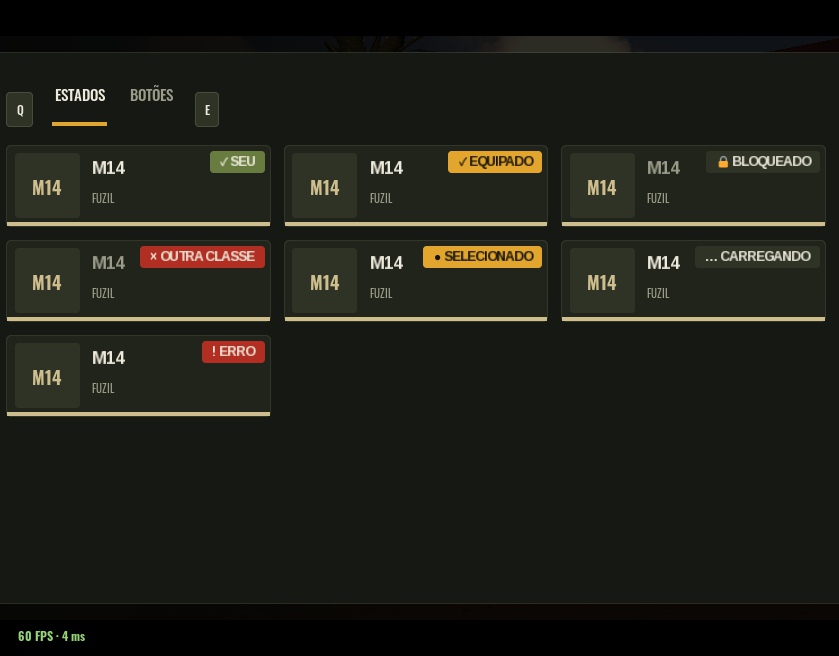 Q
ESTADOS
BOTÕES
E
M14
M14
FUZIL
✓ SEU
M14
M14
FUZIL
✓ EQUIPADO
M14
M14
FUZIL
🔒 BLOQUEADO
M14
M14
FUZIL
× OUTRA CLASSE
M14
M14
FUZIL
● SELECIONADO
M14
M14
FUZIL
… CARREGANDO
M14
M14
FUZIL
! ERRO
60 FPS · 4 ms